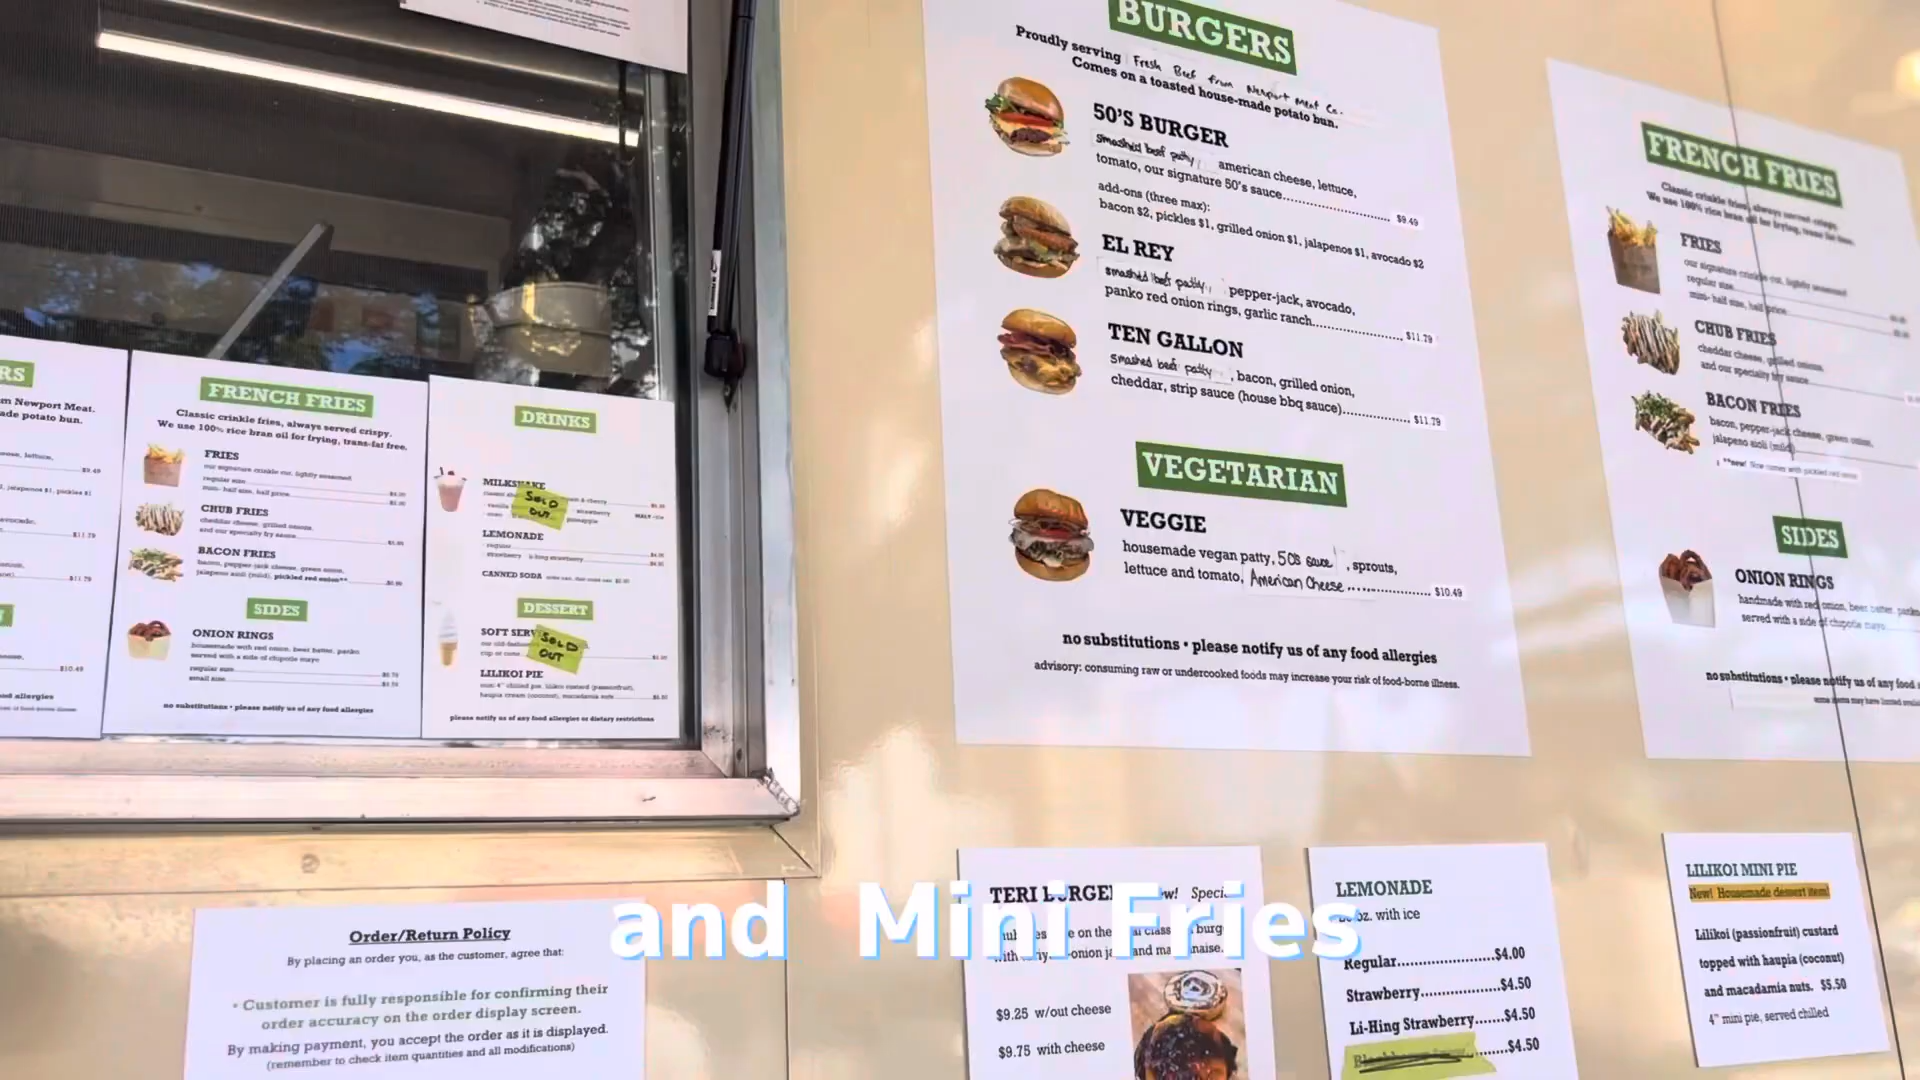 RS
m Newport Meat.
ade potato bun.
$9.49
$11.79
$11.79
$10.49
od allergies
FRENCH FRIES
Classic crinkle fries, always served crispy.
We use 100% rice bran oil for frying, trans-fat free.
FRIES
our signature crinkle cut, lightly seasoned
regular size
mini- half size, half price
CHUB FRIES
cheddar cheese, grilled onions,
and our specialty fry sauce
BACON FRIES
bacon, pepper-jack cheese, green onion,
jalapeno aioli (mild), pickled red onion**
SIDES
ONION RINGS
housemade with red onion, beer batter, panko
served with a side of chipotle mayo
regular size
small size
no substitutions • please notify us of any food allergies
DRINKS
MILKSHAKE
SOLD
OUT
strawberry
pineapple
LEMONADE
regular
CANNED SODA
DESSERT
SOFT SERV
SOLD
OUT
LILIKOI PIE
please notify us of any food allergies or dietary restrictions
Order/Return Policy
By placing an order you, as the customer, agree that:
• Customer is fully responsible for confirming their
order accuracy on the order display screen.
By making payment, you accept the order as it is displayed.
(remember to check item quantities and all modifications)
BURGERS
Proudly serving Fresh Beef from Newport Meat Co.
Comes on a toasted house-made potato bun.
50'S BURGER
smashed beef patty, american cheese, lettuce,
tomato, our signature 50's sauce.......... $9.49
add-ons (three max):
bacon $2, pickles $1, grilled onion $1, jalapenos $1, avocado $2
EL REY
smashed beef patty, pepper-jack, avocado,
panko red onion rings, garlic ranch.......... $11.79
TEN GALLON
Smashed beef patty, bacon, grilled onion,
cheddar, strip sauce (house bbq sauce).......... $11.79
VEGETARIAN
VEGGIE
housemade vegan patty, 50s sauce, sprouts,
lettuce and tomato, American Cheese.......... $10.49
no substitutions • please notify us of any food allergies
advisory: consuming raw or undercooked foods may increase your risk of food-borne illness.
FRENCH FRIES
Classic crinkle fries, always served crispy.
We use 100% rice bran oil for frying, trans-fat free.
FRIES
our signature crinkle cut, lightly seasoned
regular size
mini- half size, half price
CHUB FRIES
cheddar cheese, grilled onions,
and our specialty fry sauce
BACON FRIES
bacon, pepper-jack cheese, green onion,
jalapeno aioli (mild)
**new! Now comes with pickled red onion
SIDES
ONION RINGS
handmade with red onion, beer batter, panko
served with a side of chipotle mayo
no substitutions • please notify us of any food
TERI BURGER
and Mini Fries
$9.25 w/out cheese
$9.75 with cheese
LEMONADE
oz. with ice
Regular..........$4.00
Strawberry..........$4.50
Li-Hing Strawberry.......$4.50
$4.50
LILIKOI MINI PIE
New! Housemade dessert item!
Lilikoi (passionfruit) custard
topped with haupia (coconut)
and macadamia nuts. $5.50
4" mini pie, served chilled